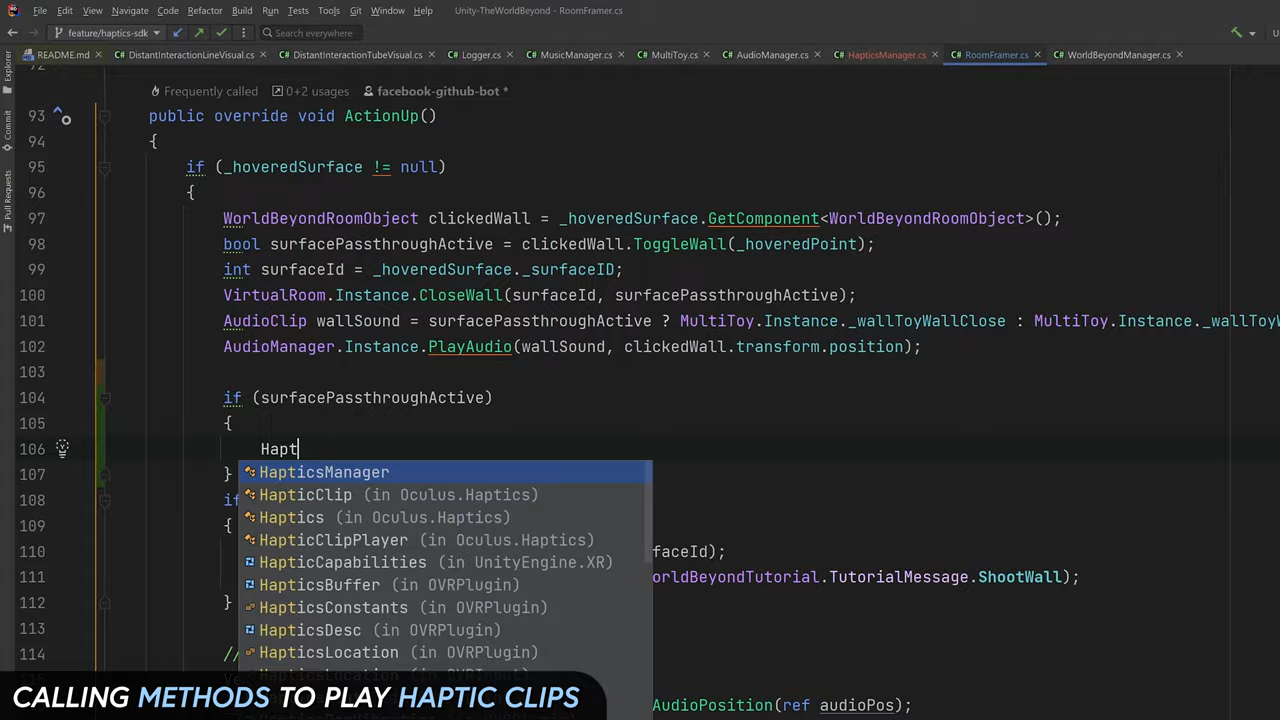 File Edit View Navigate Code Refactor Build Run Tests Tools Git Window Help Unity-TheWorldBeyond - RoomFramer.cs
feature/haptics-sdk Search everywhere
README.md DistantInteractionLineVisual.cs DistantInteractionTubeVisual.cs Logger.cs MusicManager.cs MultiToy.cs AudioManager.cs HapticsManager.cs RoomFramer.cs WorldBeyondManager.cs
Explorer
Commit
Pull Requests
Frequently called 0+2 usages facebook-github-bot *
93 public override void ActionUp()
94 {
95 if (_hoveredSurface != null)
96 {
97 WorldBeyondRoomObject clickedWall = _hoveredSurface.GetComponent<WorldBeyondRoomObject>();
98 bool surfacePassthroughActive = clickedWall.ToggleWall(_hoveredPoint);
99 int surfaceId = _hoveredSurface._surfaceID;
100 VirtualRoom.Instance.CloseWall(surfaceId, surfacePassthroughActive);
101 AudioClip wallSound = surfacePassthroughActive ? MultiToy.Instance._wallToyWallClose : MultiToy.Instance._wallToyW
102 AudioManager.Instance.PlayAudio(wallSound, clickedWall.transform.position);
103
104 if (surfacePassthroughActive)
105 {
106 Hapt
HapticsManager
107 }
HapticClip (in Oculus.Haptics)
108 if
Haptics (in Oculus.Haptics)
109 {
HapticClipPlayer (in Oculus.Haptics)
110 faceId);
HapticCapabilities (in UnityEngine.XR)
111 orldBeyondTutorial.TutorialMessage.ShootWall);
HapticsBuffer (in OVRPlugin)
112 }
HapticsConstants (in OVRPlugin)
113
HapticsDesc (in OVRPlugin)
114 //
HapticsLocation (in OVRPlugin)
AudioPosition(ref audioPos);
CALLING METHODS TO PLAY HAPTIC CLIPS